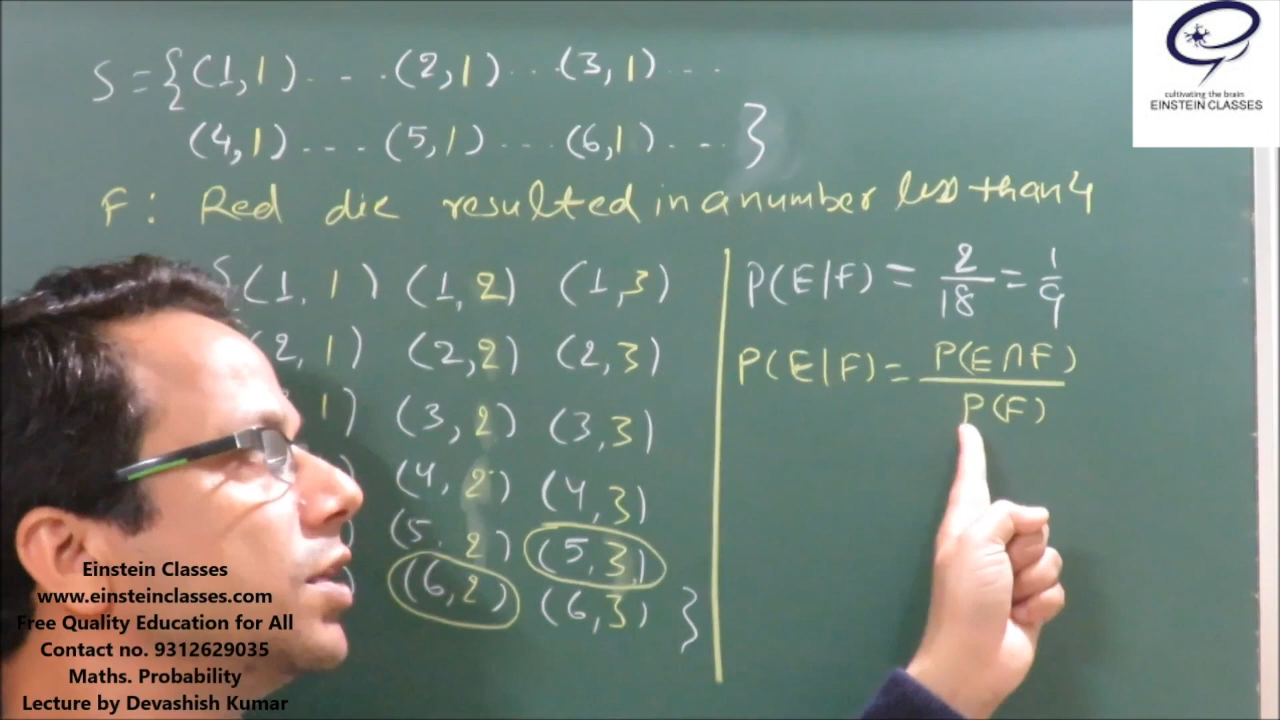 S = {(1,1) ... (2,1) ... (3,1) ...
(4,1) ... (5,1) ... (6,1) ... }
F : Red die resulted in a number less than 4
{(1,1) (1,2) (1,3)
2,1) (2,2) (2,3)
1) (3,2) (3,3)
) (4,2) (4,3)
) (5,2) (5,3)
) (6,2) (6,3) }
P(E/F) = 2/18 = 1/9
P(E/F) = P(E∩F)/P(F)
cultivating the brain
EINSTEIN CLASSES
Einstein Classes
www.einsteinclasses.com
Free Quality Education for All
Contact no. 9312629035
Maths. Probability
Lecture by Devashish Kumar